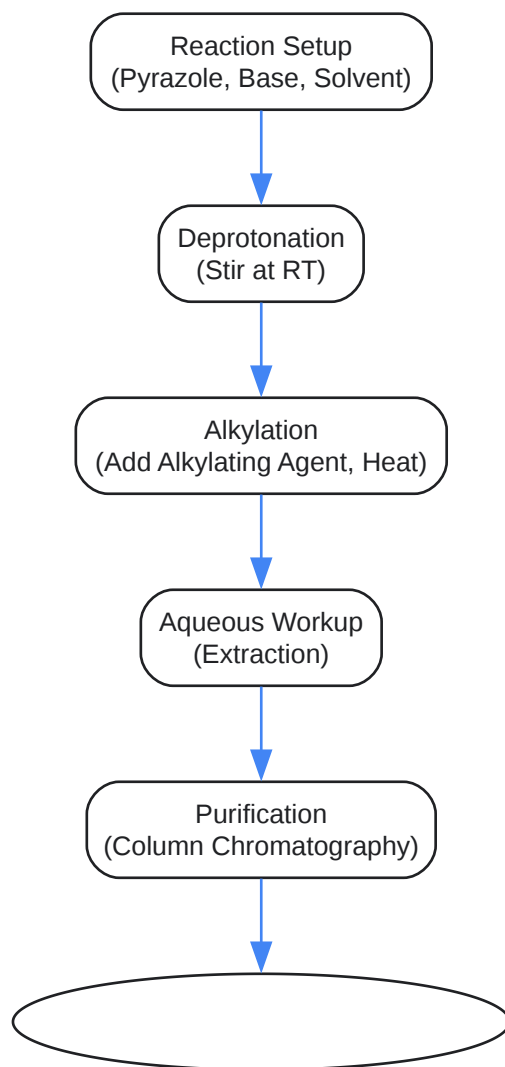 Reaction Setup
(Pyrazole, Base, Solvent)
Deprotonation
(Stir at RT)
Alkylation
(Add Alkylating Agent, Heat)
Aqueous Workup
(Extraction)
Purification
(Column Chromatography)